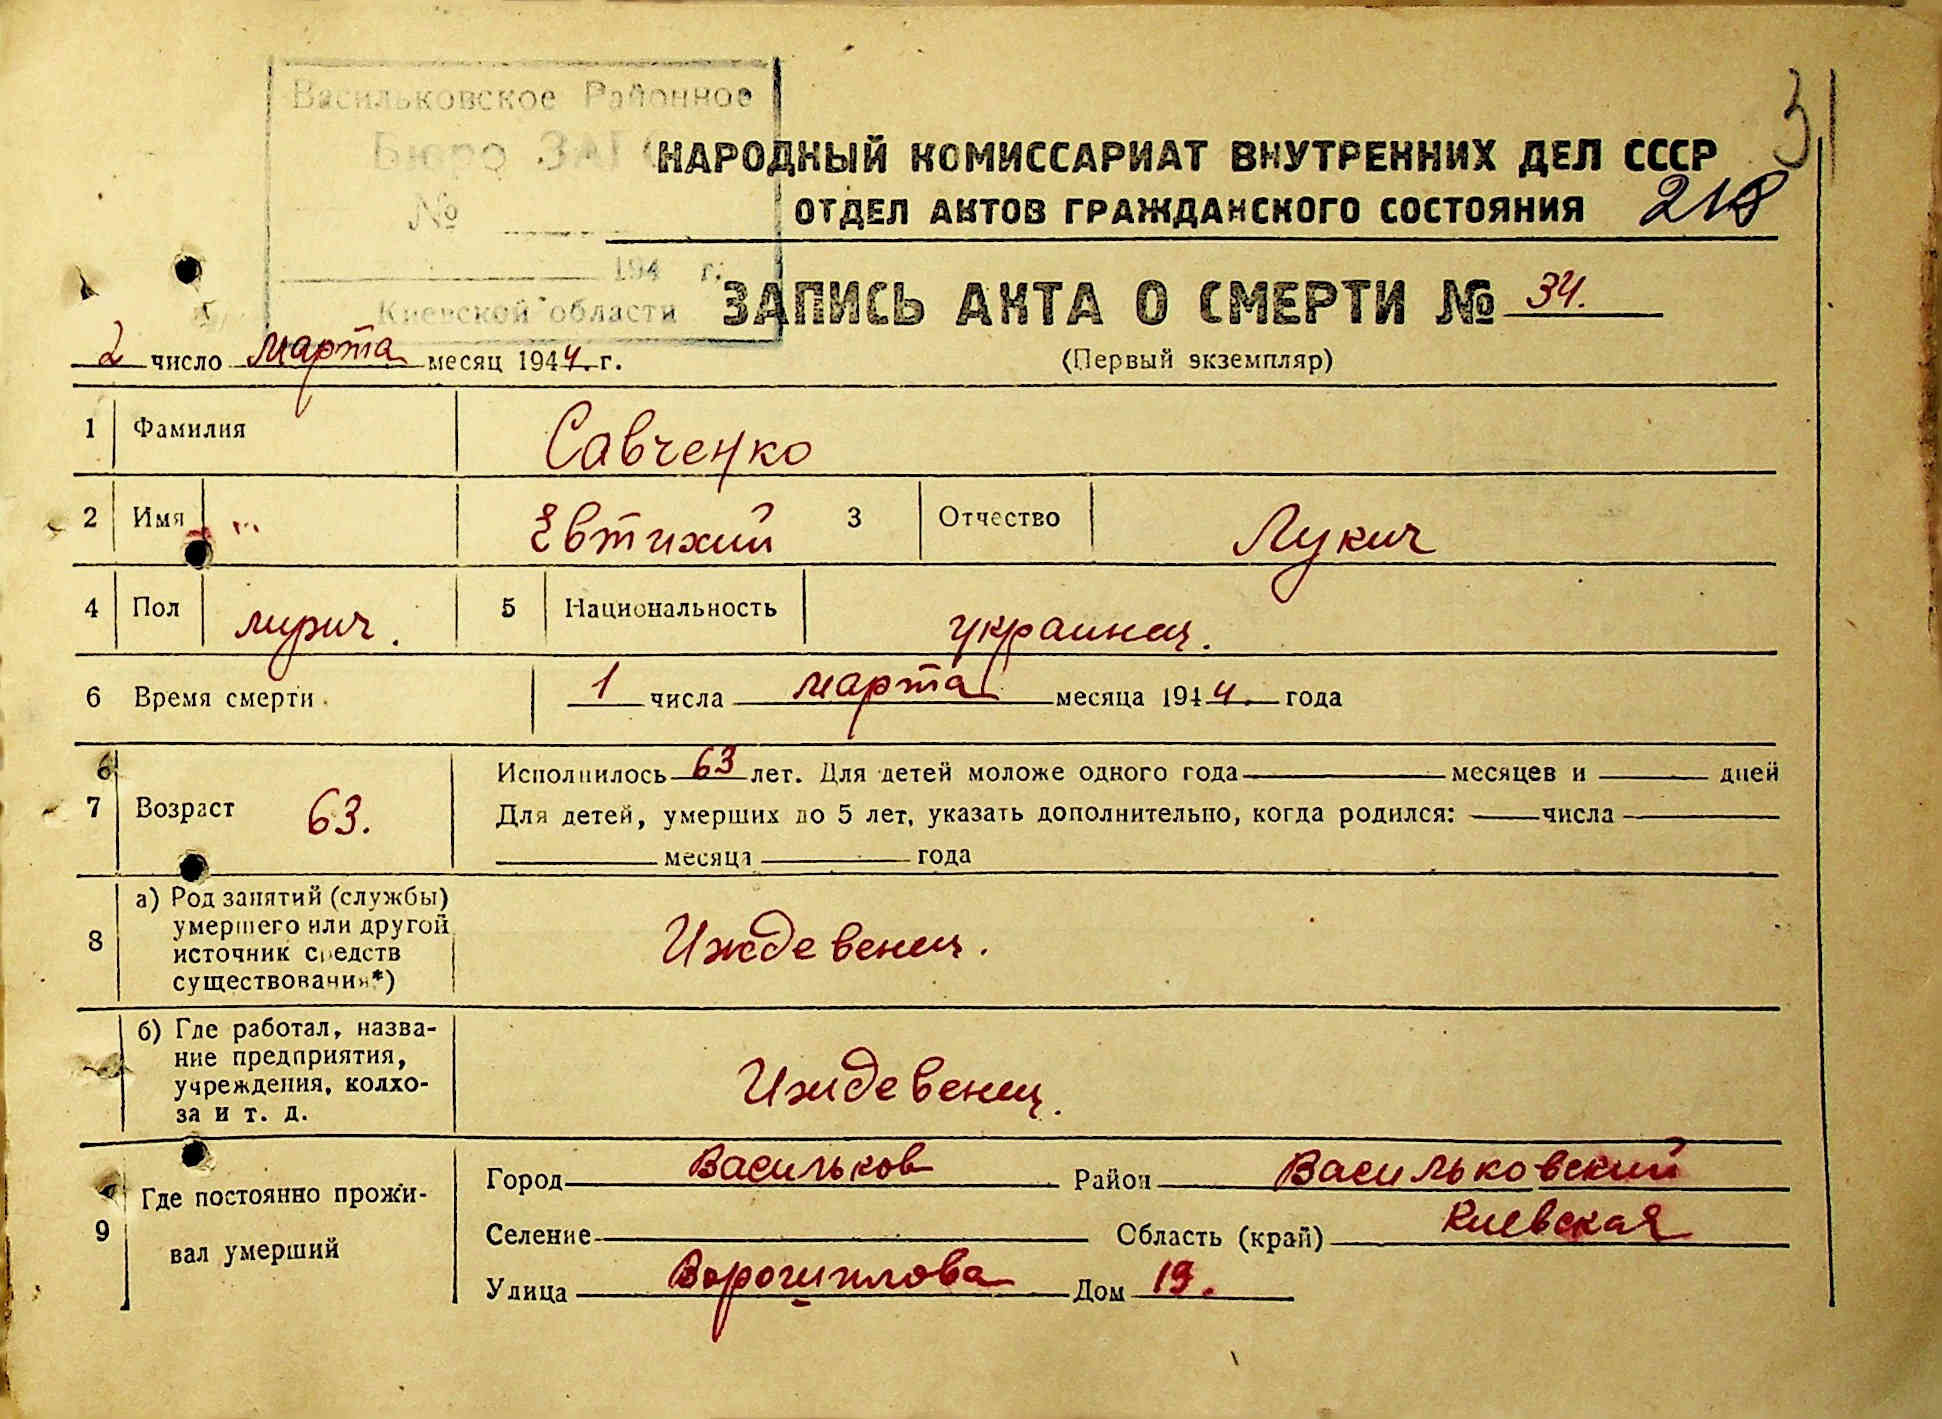 Васильковское Районное
Бюро ЗАГС
№
194 г.
Киевской области
НАРОДНЫЙ КОМИССАРИАТ ВНУТРЕННИХ ДЕЛ СССР
ОТДЕЛ АКТОВ ГРАЖДАНСКОГО СОСТОЯНИЯ 218
ЗАПИСЬ АКТА О СМЕРТИ № 34.
2 число марта месяц 1944 г.
(Первый экземпляр)
1 Фамилия Савченко
2 Имя Евтихий 3 Отчество Лукич
4 Пол мужич. 5 Национальность украинец.
6 Время смерти 1 числа марта месяца 1944. года
6
7 Возраст 63. Исполнилось 63 лет. Для детей моложе одного года месяцев и дней
Для детей, умерших до 5 лет, указать дополнительно, когда родился: числа
месяца года
8 а) Род занятий (службы)
умершего или другой
источник средств
существования*)
Иждевенец.
б) Где работал, назва-
ние предприятия,
учреждения, колхо-
за и т. д.
Иждевенец.
9 Где постоянно прожи-
вал умерший
Город Васильков Район Васильковский
Селение Область (край) Киевская
Улица Ворошилова Дом 19.